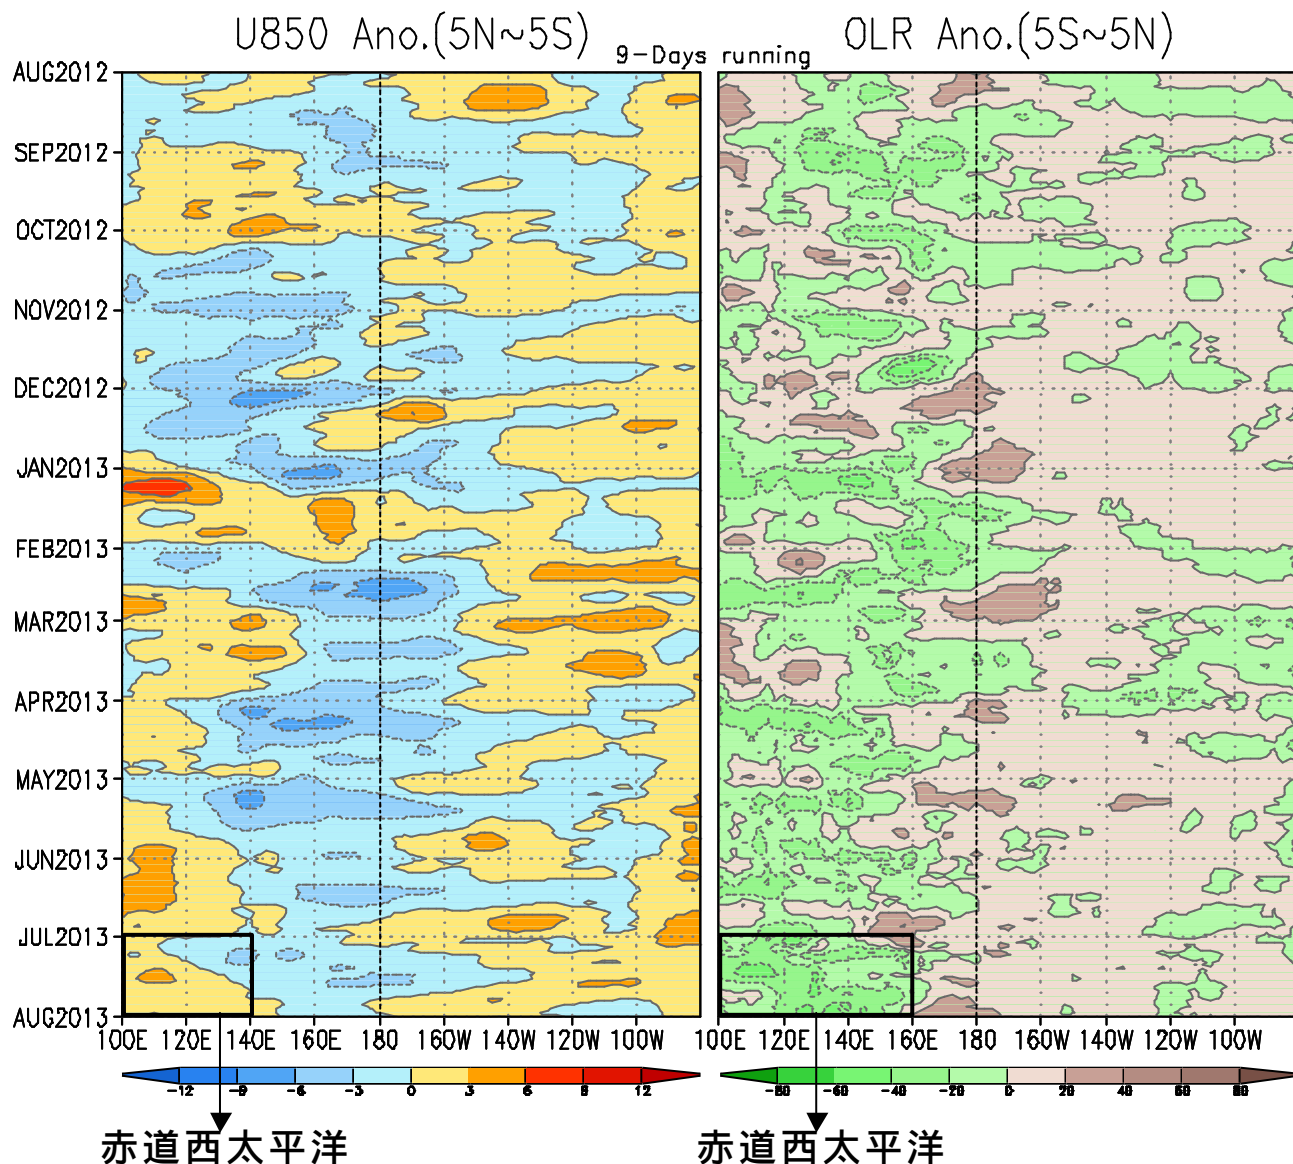 U850 Ano.(5N~5S)
OLR Ano.(5S~5N)
9-Days running
AUG2012
SEP2012
OCT2012
NOV2012
DEC2012
JAN2013
FEB2013
MAR2013
APR2013
MAY2013
JUN2013
JUL2013
AUG2013
100E 120E 140E 160E 180 160W 140W 120W 100W
100E 120E 140E 160E 180 160W 140W 120W 100W
-12 -9 -6 -3 0 3 6 9 12
-80 -60 -40 -20 0 20 40 60 80
赤道西太平洋
赤道西太平洋